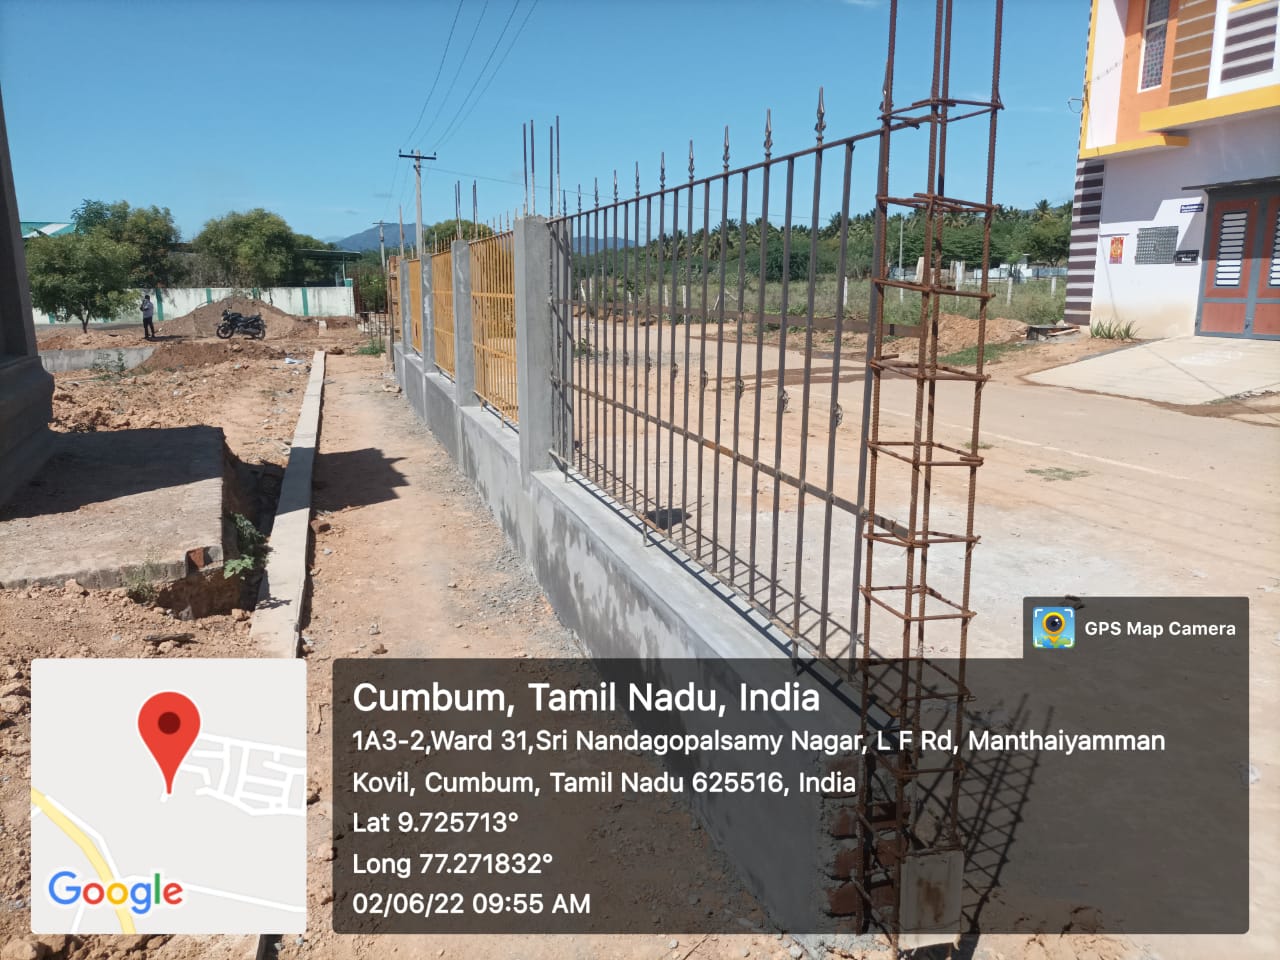 GPS Map Camera
Cumbum, Tamil Nadu, India
1A3-2,Ward 31,Sri Nandagopalsamy Nagar, L F Rd, Manthaiyamman
Kovil, Cumbum, Tamil Nadu 625516, India
Lat 9.725713°
Long 77.271832°
02/06/22 09:55 AM
Google